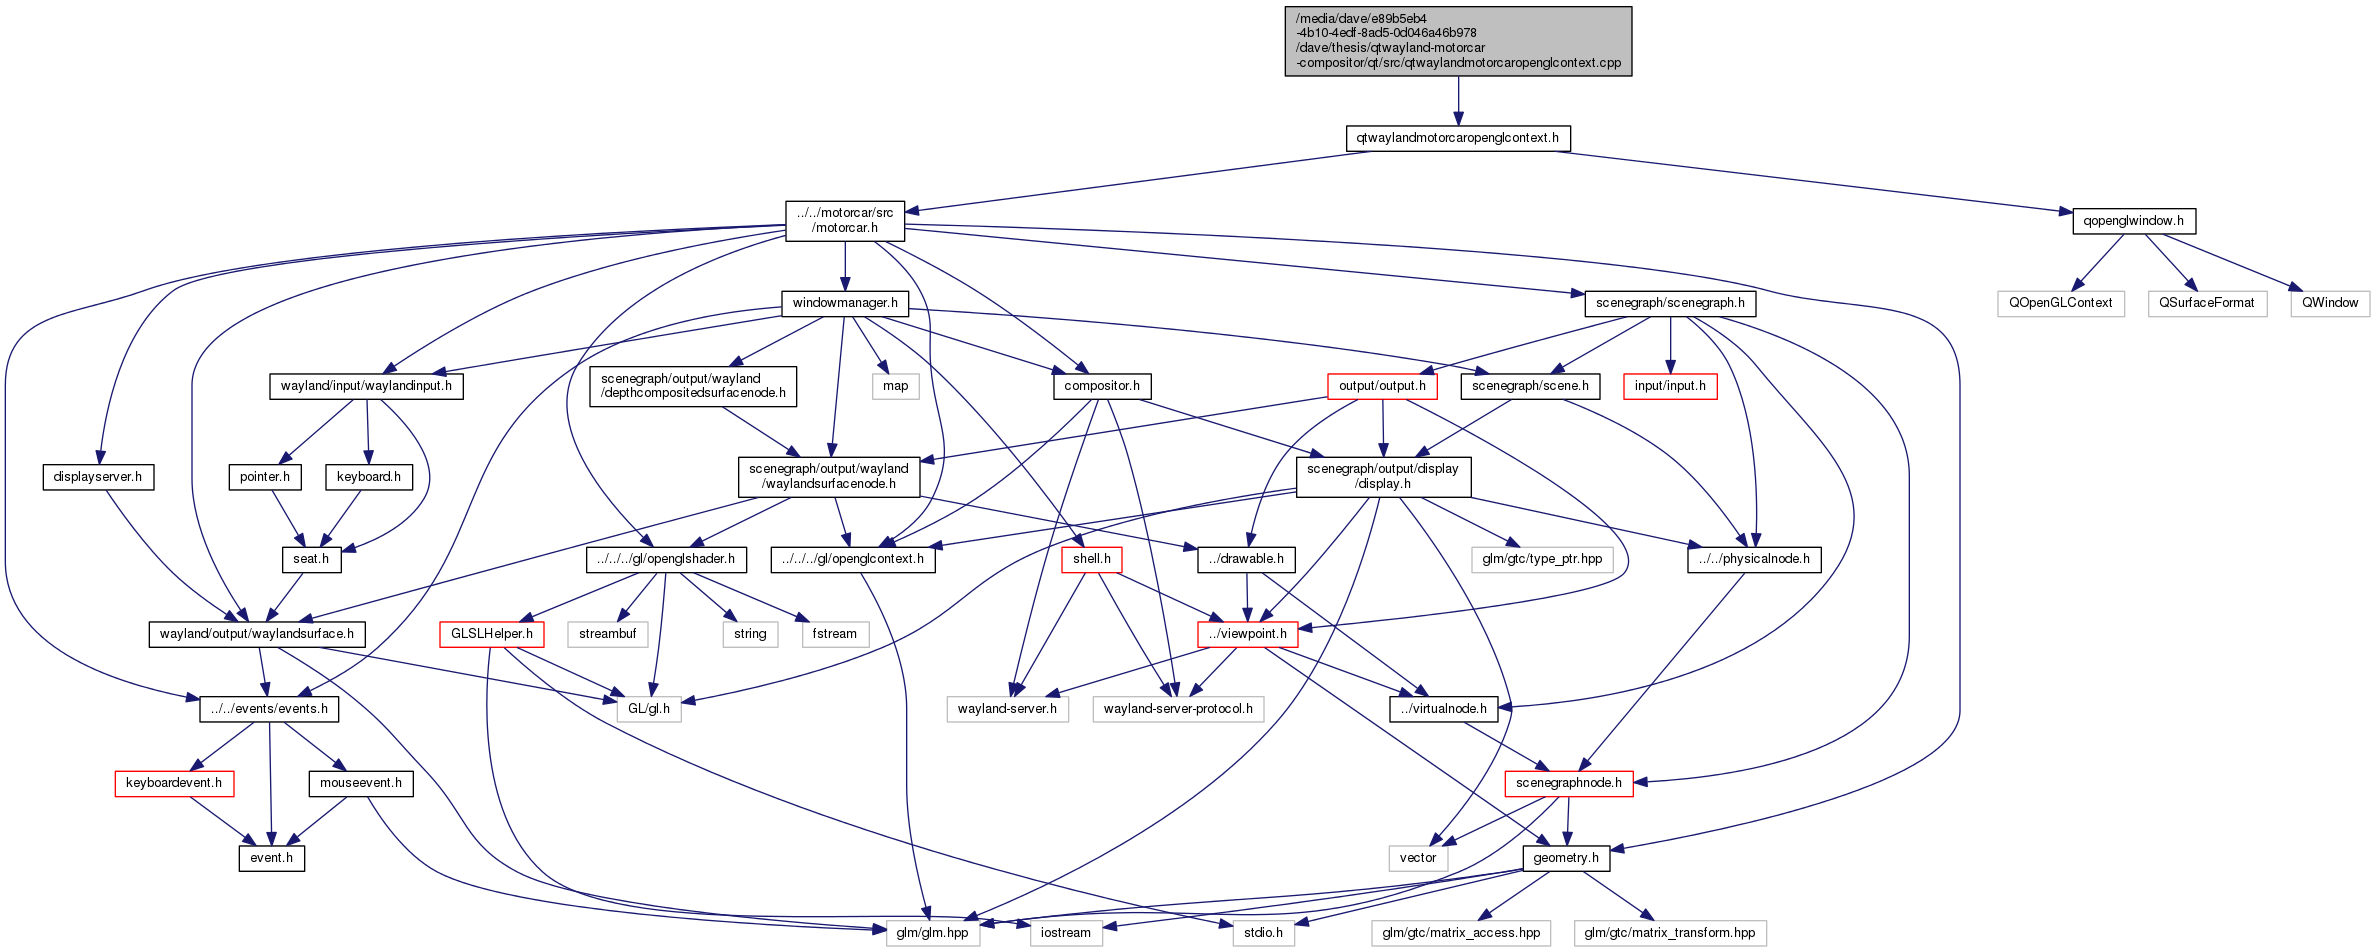 /media/dave/e89b5eb4
-4b10-4edf-8ad5-0d046a46b978
/dave/thesis/qtwayland-motorcar
-compositor/qt/src/qtwaylandmotorcaropenglcontext.cpp
qtwaylandmotorcaropenglcontext.h
../../motorcar/src
/motorcar.h
qopenglwindow.h
windowmanager.h
scenegraph/scenegraph.h
QOpenGLContext
QSurfaceFormat
QWindow
wayland/input/waylandinput.h
scenegraph/output/wayland
/depthcompositedsurfacenode.h
map
compositor.h
output/output.h
scenegraph/scene.h
input/input.h
displayserver.h
pointer.h
keyboard.h
scenegraph/output/wayland
/waylandsurfacenode.h
scenegraph/output/display
/display.h
seat.h
../../../gl/openglshader.h
../../../gl/openglcontext.h
shell.h
../drawable.h
glm/gtc/type_ptr.hpp
../../physicalnode.h
wayland/output/waylandsurface.h
GLSLHelper.h
streambuf
string
fstream
../viewpoint.h
../../events/events.h
GL/gl.h
wayland-server.h
wayland-server-protocol.h
../virtualnode.h
keyboardevent.h
mouseevent.h
scenegraphnode.h
event.h
vector
geometry.h
glm/glm.hpp
iostream
stdio.h
glm/gtc/matrix_access.hpp
glm/gtc/matrix_transform.hpp